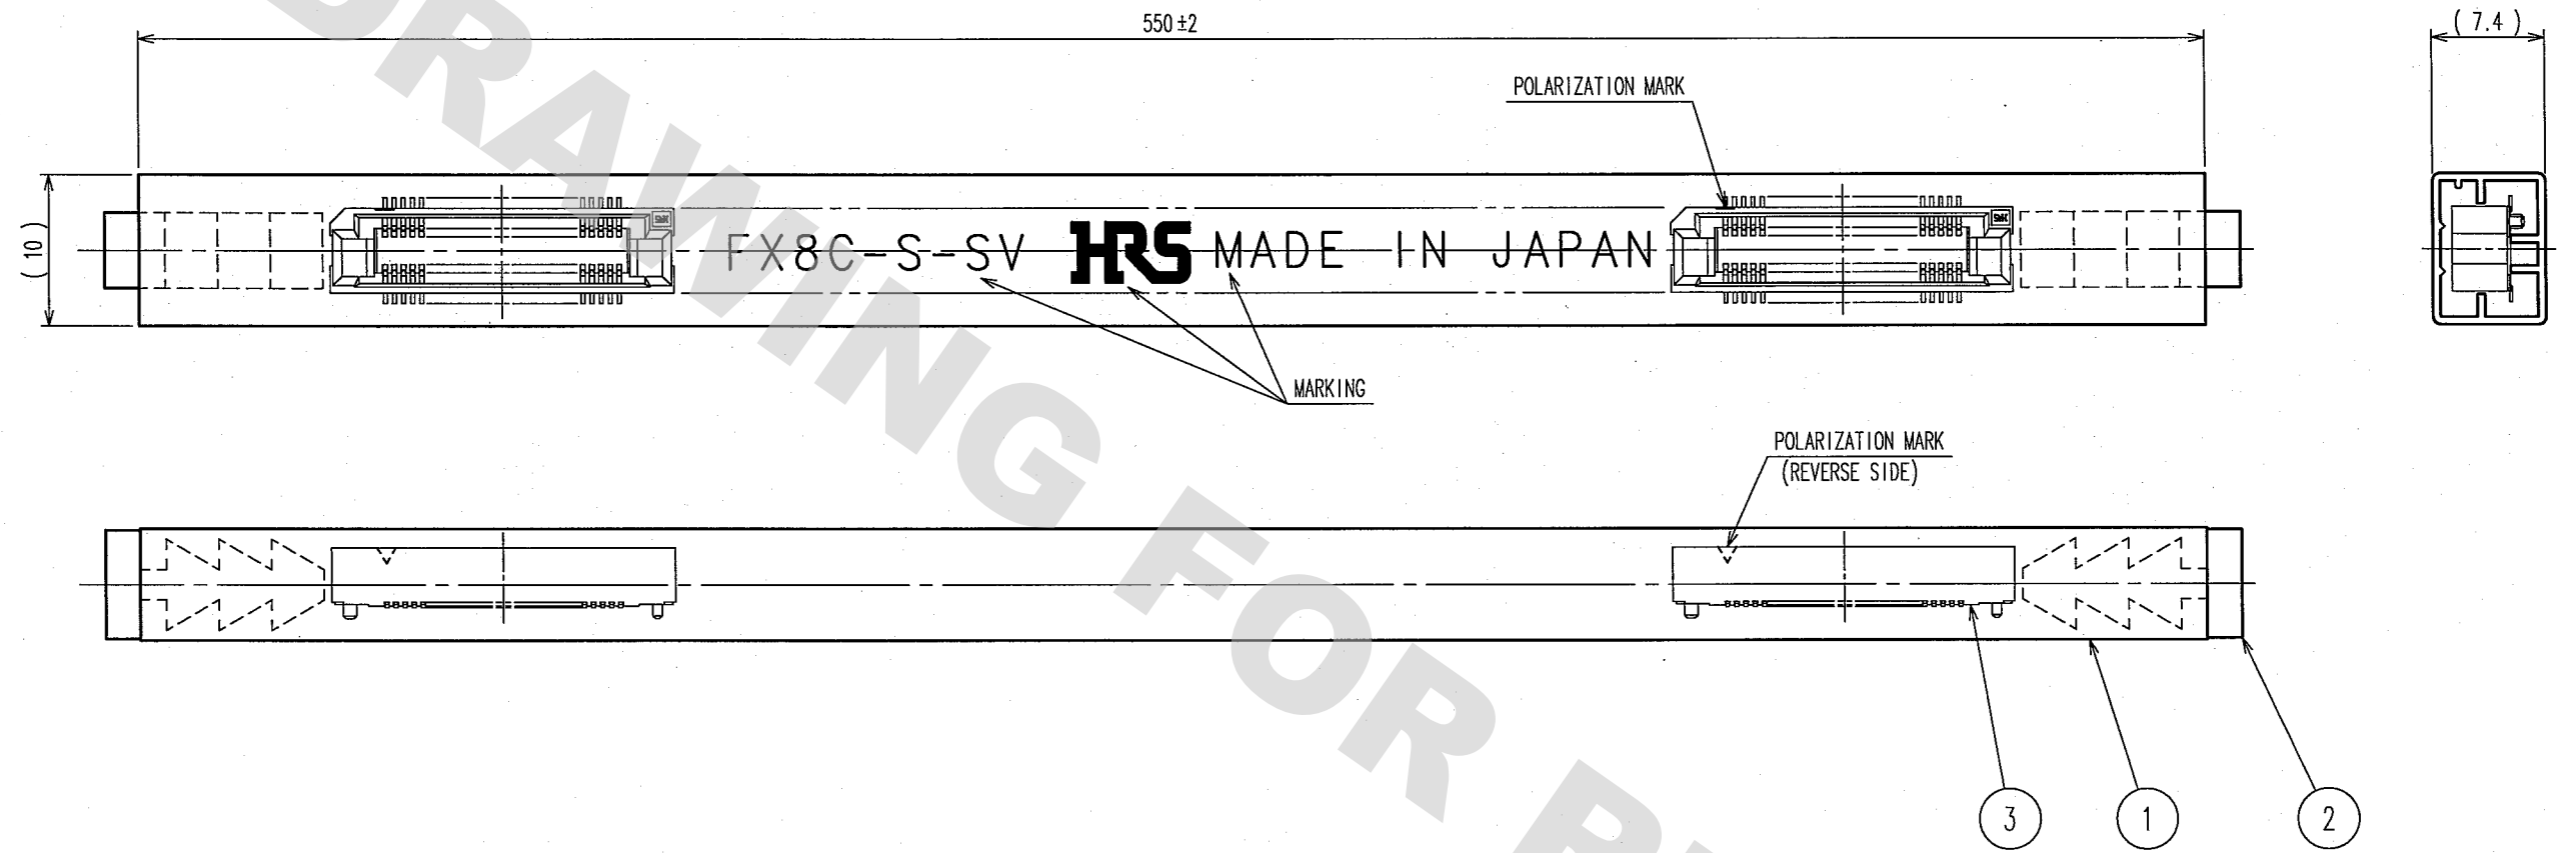 550±2
( 7.4 )
POLARIZATION MARK
( 10 )
FX8C-S-SV HRS MADE IN JAPAN
MARKING
POLARIZATION MARK
(REVERSE SIDE)
3 1 2
DRAWING FOR